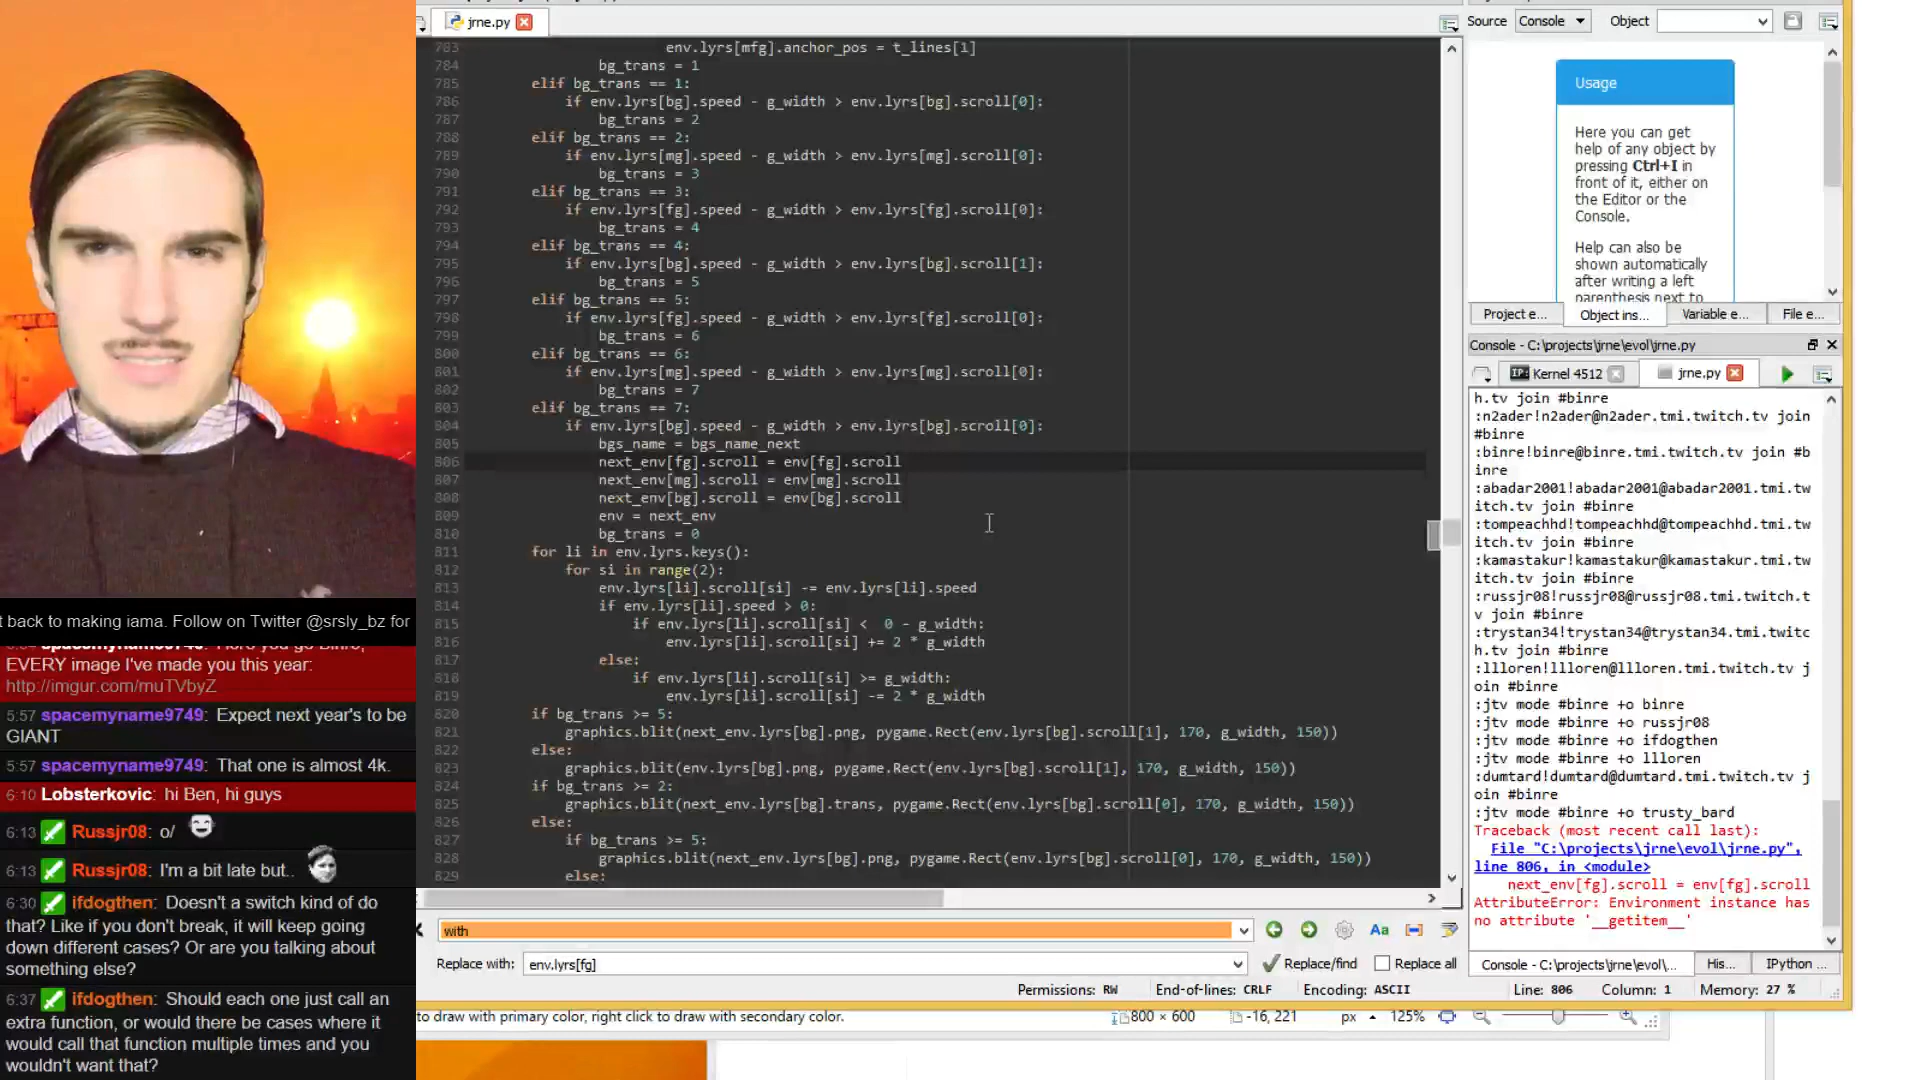 jrne.py
783 env.lyrs[mfg].anchor_pos = t_lines[1]
784 bg_trans = 1
785 elif bg_trans == 1:
786 if env.lyrs[bg].speed - g_width > env.lyrs[bg].scroll[0]:
787 bg_trans = 2
788 elif bg_trans == 2:
789 if env.lyrs[mg].speed - g_width > env.lyrs[mg].scroll[0]:
790 bg_trans = 3
791 elif bg_trans == 3:
792 if env.lyrs[fg].speed - g_width > env.lyrs[fg].scroll[0]:
793 bg_trans = 4
794 elif bg_trans == 4:
795 if env.lyrs[bg].speed - g_width > env.lyrs[bg].scroll[1]:
796 bg_trans = 5
797 elif bg_trans == 5:
798 if env.lyrs[fg].speed - g_width > env.lyrs[fg].scroll[0]:
799 bg_trans = 6
800 elif bg_trans == 6:
801 if env.lyrs[mg].speed - g_width > env.lyrs[mg].scroll[0]:
802 bg_trans = 7
803 elif bg_trans == 7:
804 if env.lyrs[bg].speed - g_width > env.lyrs[bg].scroll[0]:
805 bgs_name = bgs_name_next
806 next_env[fg].scroll = env[fg].scroll
807 next_env[mg].scroll = env[mg].scroll
808 next_env[bg].scroll = env[bg].scroll
809 env = next_env
810 bg_trans = 0
811 for li in env.lyrs.keys():
812 for si in range(2):
813 env.lyrs[li].scroll[si] -= env.lyrs[li].speed
814 if env.lyrs[li].speed > 0:
815 if env.lyrs[li].scroll[si] < 0 - g_width:
816 env.lyrs[li].scroll[si] += 2 * g_width
817 else:
818 if env.lyrs[li].scroll[si] >= g_width:
819 env.lyrs[li].scroll[si] -= 2 * g_width
820 if bg_trans >= 5:
821 graphics.blit(next_env.lyrs[bg].png, pygame.Rect(env.lyrs[bg].scroll[1], 170, g_width, 150))
822 else:
823 graphics.blit(env.lyrs[bg].png, pygame.Rect(env.lyrs[bg].scroll[1], 170, g_width, 150))
824 if bg_trans >= 2:
825 graphics.blit(next_env.lyrs[bg].trans, pygame.Rect(env.lyrs[bg].scroll[0], 170, g_width, 150))
826 else:
827 if bg_trans >= 5:
828 graphics.blit(next_env.lyrs[bg].png, pygame.Rect(env.lyrs[bg].scroll[0], 170, g_width, 150))
829 else:
with
Replace with: env.lyrs[fg] Replace/find Replace all
Aa
Permissions: RW End-of-lines: CRLF Encoding: ASCII Line: 806 Column: 1 Memory: 27 %
to draw with primary color, right click to draw with secondary color. 800 × 600 -16, 221 px 125%
Source Console Object
Usage
Here you can get
help of any object by
pressing Ctrl+I in
front of it, either on
the Editor or the
Console.
Help can also be
shown automatically
after writing a left
parenthesis next to
Project e... Object ins... Variable e... File e...
Console - C:\projects\jrne\evol\jrne.py
Kernel 4512 jrne.py
h.tv join #binre
:n2ader!n2ader@n2ader.tmi.twitch.tv join
#binre
:binre!binre@binre.tmi.twitch.tv join #b
inre
:abadar2001!abadar2001@abadar2001.tmi.tw
itch.tv join #binre
:tompeachhd!tompeachhd@tompeachhd.tmi.tw
itch.tv join #binre
:kamastakur!kamastakur@kamastakur.tmi.tw
itch.tv join #binre
:russjr08!russjr08@russjr08.tmi.twitch.t
v join #binre
:trystan34!trystan34@trystan34.tmi.twitc
h.tv join #binre
:llloren!llloren@llloren.tmi.twitch.tv j
oin #binre
:jtv mode #binre +o binre
:jtv mode #binre +o russjr08
:jtv mode #binre +o ifdogthen
:jtv mode #binre +o llloren
:dumtard!dumtard@dumtard.tmi.twitch.tv j
oin #binre
:jtv mode #binre +o trusty_bard
Traceback (most recent call last):
File "C:\projects\jrne\evol\jrne.py",
line 806, in <module>
next_env[fg].scroll = env[fg].scroll
AttributeError: Environment instance has
no attribute '__getitem__'
Console - C:\projects\jrne\evol\... His... IPython ...
t back to making iama. Follow on Twitter @srsly_bz for
spacemyname9749: Here you go Binre,
EVERY image I've made you this year:
http://imgur.com/muTVbyZ
5:57 spacemyname9749: Expect next year's to be
GIANT
5:57 spacemyname9749: That one is almost 4k.
6:10 Lobsterkovic: hi Ben, hi guys
6:13 Russjr08: o/
6:13 Russjr08: I'm a bit late but..
6:30 ifdogthen: Doesn't a switch kind of do
that? Like if you don't break, it will keep going
down different cases? Or are you talking about
something else?
6:37 ifdogthen: Should each one just call an
extra function, or would there be cases where it
would call that function multiple times and you
wouldn't want that?